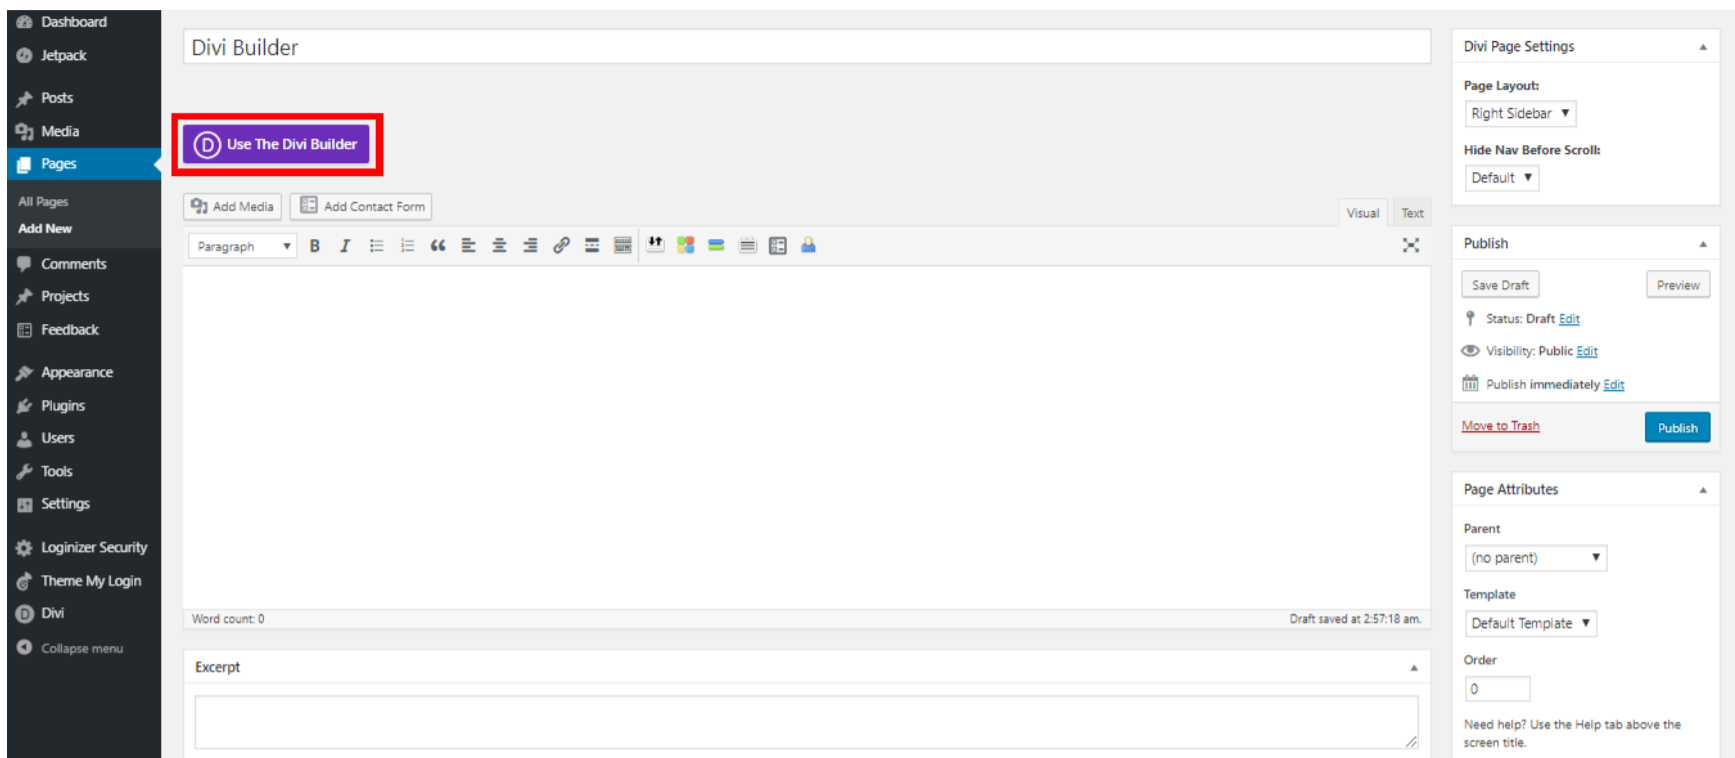 Dashboard
Jetpack
Posts
Media
Pages
All Pages
Add New
Comments
Projects
Feedback
Appearance
Plugins
Users
Tools
Settings
Loginizer Security
Theme My Login
Divi
Collapse menu
Divi Builder
D Use The Divi Builder
Add Media Add Contact Form
Visual Text
Paragraph B I
Word count: 0 Draft saved at 2:57:18 am.
Excerpt
Divi Page Settings
Page Layout:
Right Sidebar
Hide Nav Before Scroll:
Default
Publish
Save Draft Preview
Status: Draft Edit
Visibility: Public Edit
Publish immediately Edit
Move to Trash Publish
Page Attributes
Parent
(no parent)
Template
Default Template
Order
0
Need help? Use the Help tab above the
screen title.